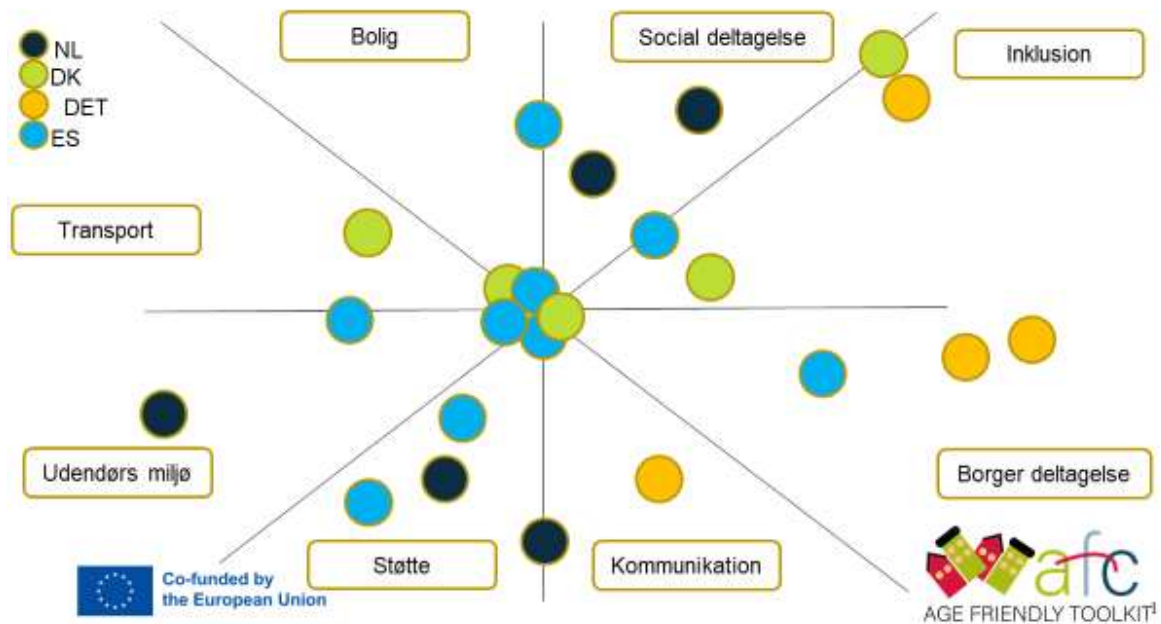 Bolig
Social deltagelse
Inklusion
NL
DK
DET
ES
Transport
Udendørs miljø
Borger deltagelse
Støtte
Kommunikation
Co-funded by
the European Union
afc
AGE FRIENDLY TOOLKIT
1